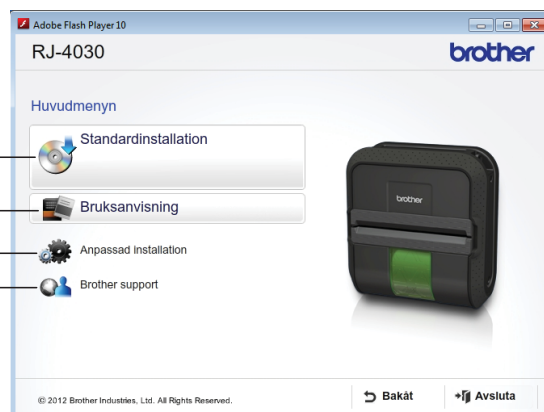 Adobe Flash Player 10
RJ-4030
brother
Huvudmenyn
Standardinstallation
brother
Bruksanvisning
Anpassad installation
Brother support
© 2012 Brother Industries, Ltd. All Rights Reserved.
Bakåt
Avsluta